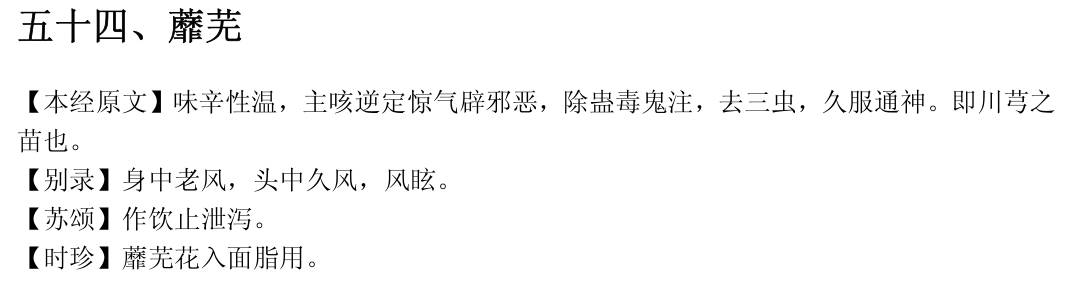 五十四、蘼芜
【本经原文】味辛性温，主咳逆定惊气辟邪恶，除蛊毒鬼注，去三虫，久服通神。即川芎之
苗也。
【别录】身中老风，头中久风，风眩。
【苏颂】作饮止泄泻。
【时珍】蘼芜花入面脂用。